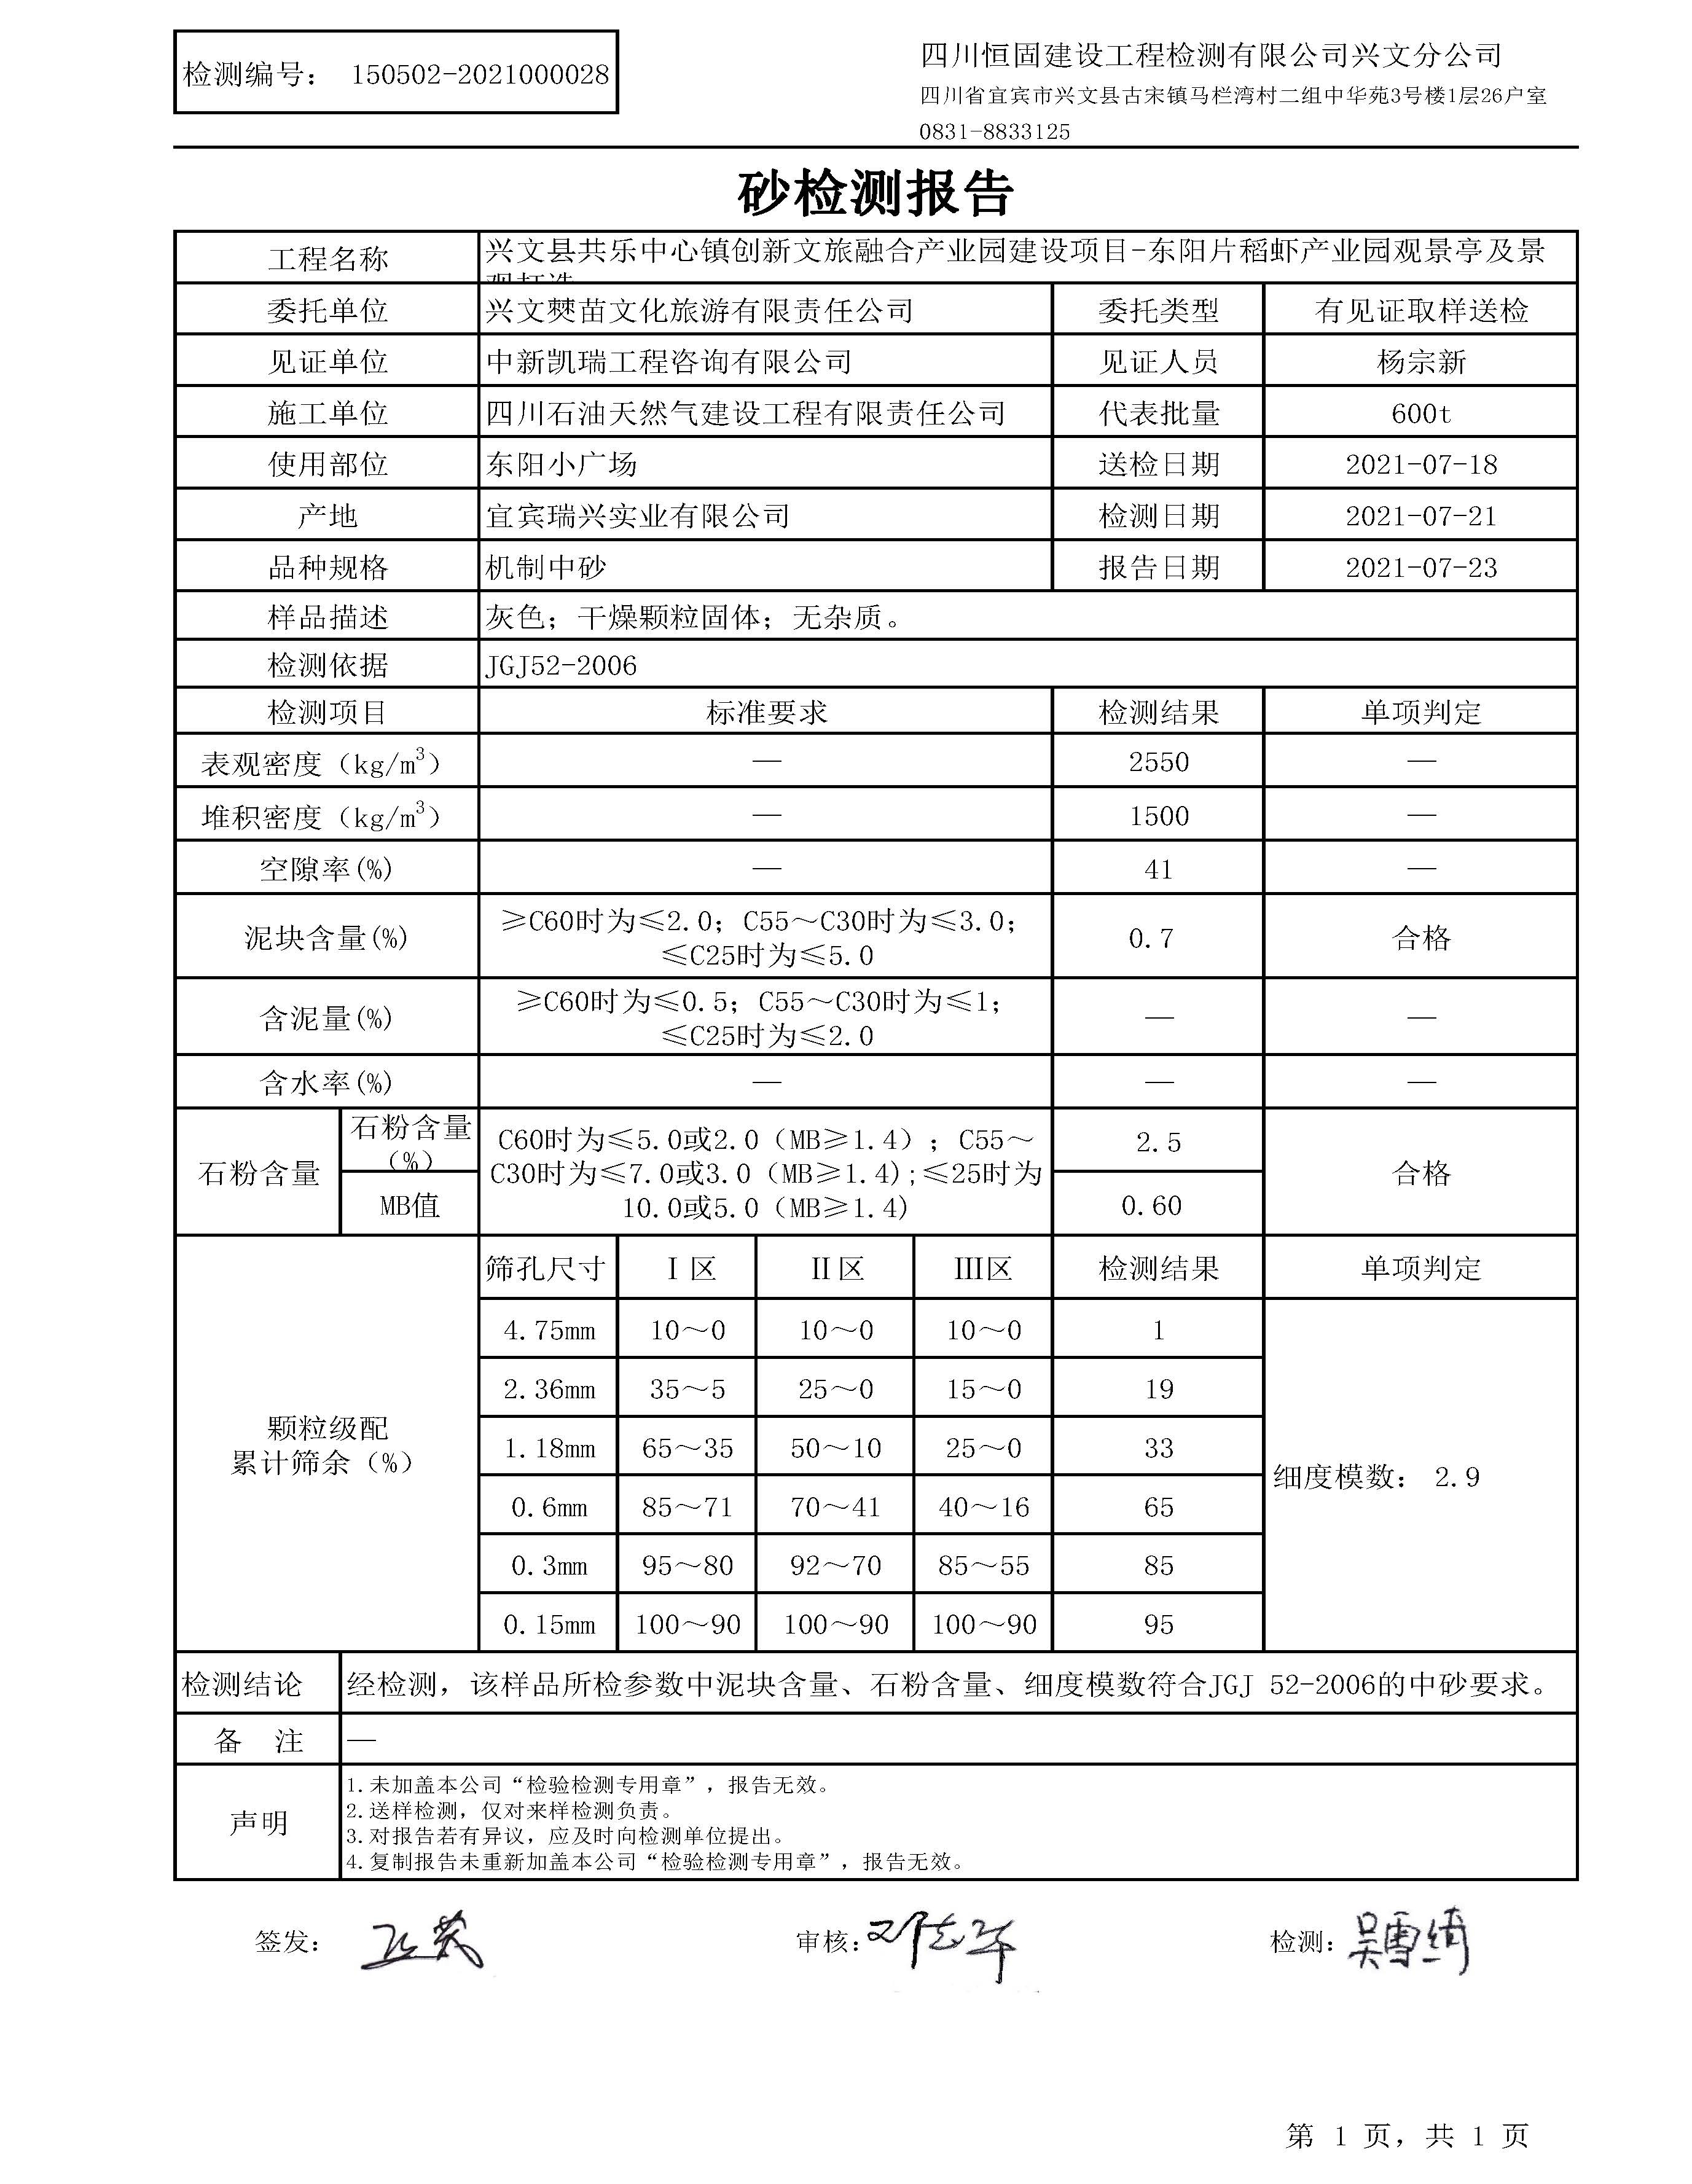 检测编号： 150502-2021000028
四川恒固建设工程检测有限公司兴文分公司
四川省宜宾市兴文县古宋镇马栏湾村二组中华苑3号楼1层26户室
0831-8833125
砂检测报告
工程名称 兴文县共乐中心镇创新文旅融合产业园建设项目-东阳片稻虾产业园观景亭及景
委托单位 兴文僰苗文化旅游有限责任公司 委托类型 有见证取样送检
见证单位 中新凯瑞工程咨询有限公司 见证人员 杨宗新
施工单位 四川石油天然气建设工程有限责任公司 代表批量 600t
使用部位 东阳小广场 送检日期 2021-07-18
产地 宜宾瑞兴实业有限公司 检测日期 2021-07-21
品种规格 机制中砂 报告日期 2021-07-23
样品描述 灰色；干燥颗粒固体；无杂质。
检测依据 JGJ52-2006
检测项目 标准要求 检测结果 单项判定
表观密度（kg/m³） — 2550 —
堆积密度（kg/m³） — 1500 —
空隙率(%) — 41 —
泥块含量(%) ≥C60时为≤2.0；C55～C30时为≤3.0；
≤C25时为≤5.0 0.7 合格
含泥量(%) ≥C60时为≤0.5；C55～C30时为≤1；
≤C25时为≤2.0 — —
含水率(%) — — —
石粉含量 石粉含量
(%) C60时为≤5.0或2.0（MB≥1.4）；C55～ 2.5 合格
C30时为≤7.0或3.0（MB≥1.4);≤25时为
MB值 10.0或5.0（MB≥1.4) 0.60
筛孔尺寸 Ⅰ区 Ⅱ区 Ⅲ区 检测结果 单项判定
4.75mm 10～0 10～0 10～0 1
2.36mm 35～5 25～0 15～0 19
颗粒级配
累计筛余（%）
1.18mm 65～35 50～10 25～0 33
细度模数： 2.9
0.6mm 85～71 70～41 40～16 65
0.3mm 95～80 92～70 85～55 85
0.15mm 100～90 100～90 100～90 95
检测结论 经检测，该样品所检参数中泥块含量、石粉含量、细度模数符合JGJ 52-2006的中砂要求。
备 注 —
声明
1.未加盖本公司“检验检测专用章”，报告无效。
2.送样检测，仅对来样检测负责。
3.对报告若有异议，应及时向检测单位提出。
4.复制报告未重新加盖本公司“检验检测专用章”，报告无效。
签发： 审核： 检测：吴雪绮
第 1 页，共 1 页